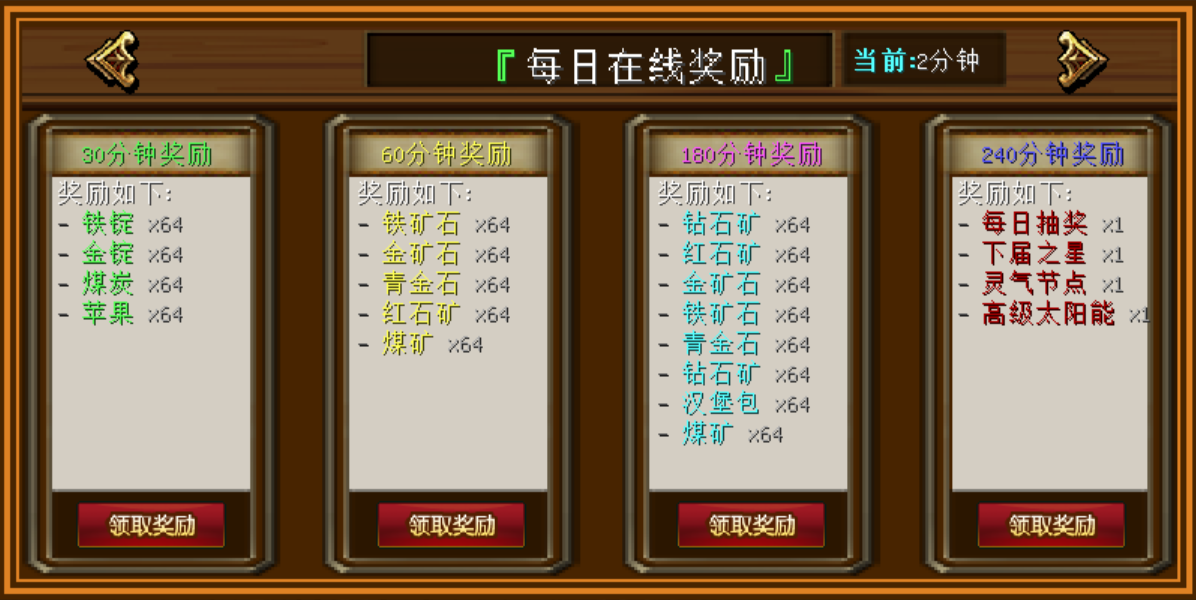 『每日在线奖励』
当前:2分钟
30分钟奖励
奖励如下:
- 铁锭 x64
- 金锭 x64
- 煤炭 x64
- 苹果 x64
领取奖励
60分钟奖励
奖励如下:
- 铁矿石 x64
- 金矿石 x64
- 青金石 x64
- 红石矿 x64
- 煤矿 x64
领取奖励
180分钟奖励
奖励如下:
- 钻石矿 x64
- 红石矿 x64
- 金矿石 x64
- 铁矿石 x64
- 青金石 x64
- 钻石矿 x64
- 汉堡包 x64
- 煤矿 x64
领取奖励
240分钟奖励
奖励如下:
- 每日抽奖 x1
- 下届之星 x1
- 灵气节点 x1
- 高级太阳能 x1
领取奖励